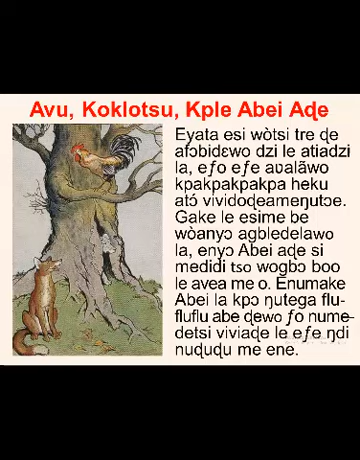 Avu, Koklotsu, Kple Abei Aɖe
Eyata esi wòtsi tre ɖe
afɔbidɛwo dzi le atiadzi
la, eƒo eƒe aʋalãwo
kpakpakpakpa heku
ató vividoɖeameŋutɔe.
Gake le esime bé
wòanyɔ agbledelawo
la, enyɔ Abei aɖe si
medidi tso wogbɔ boo
le avea me o. Enumake
Abei la kpɔ ŋutega flu-
fluflu abe ɖewo ƒo nume-
detsi viviaɖe le eƒe ŋdi
nuɖuɖu me ene.